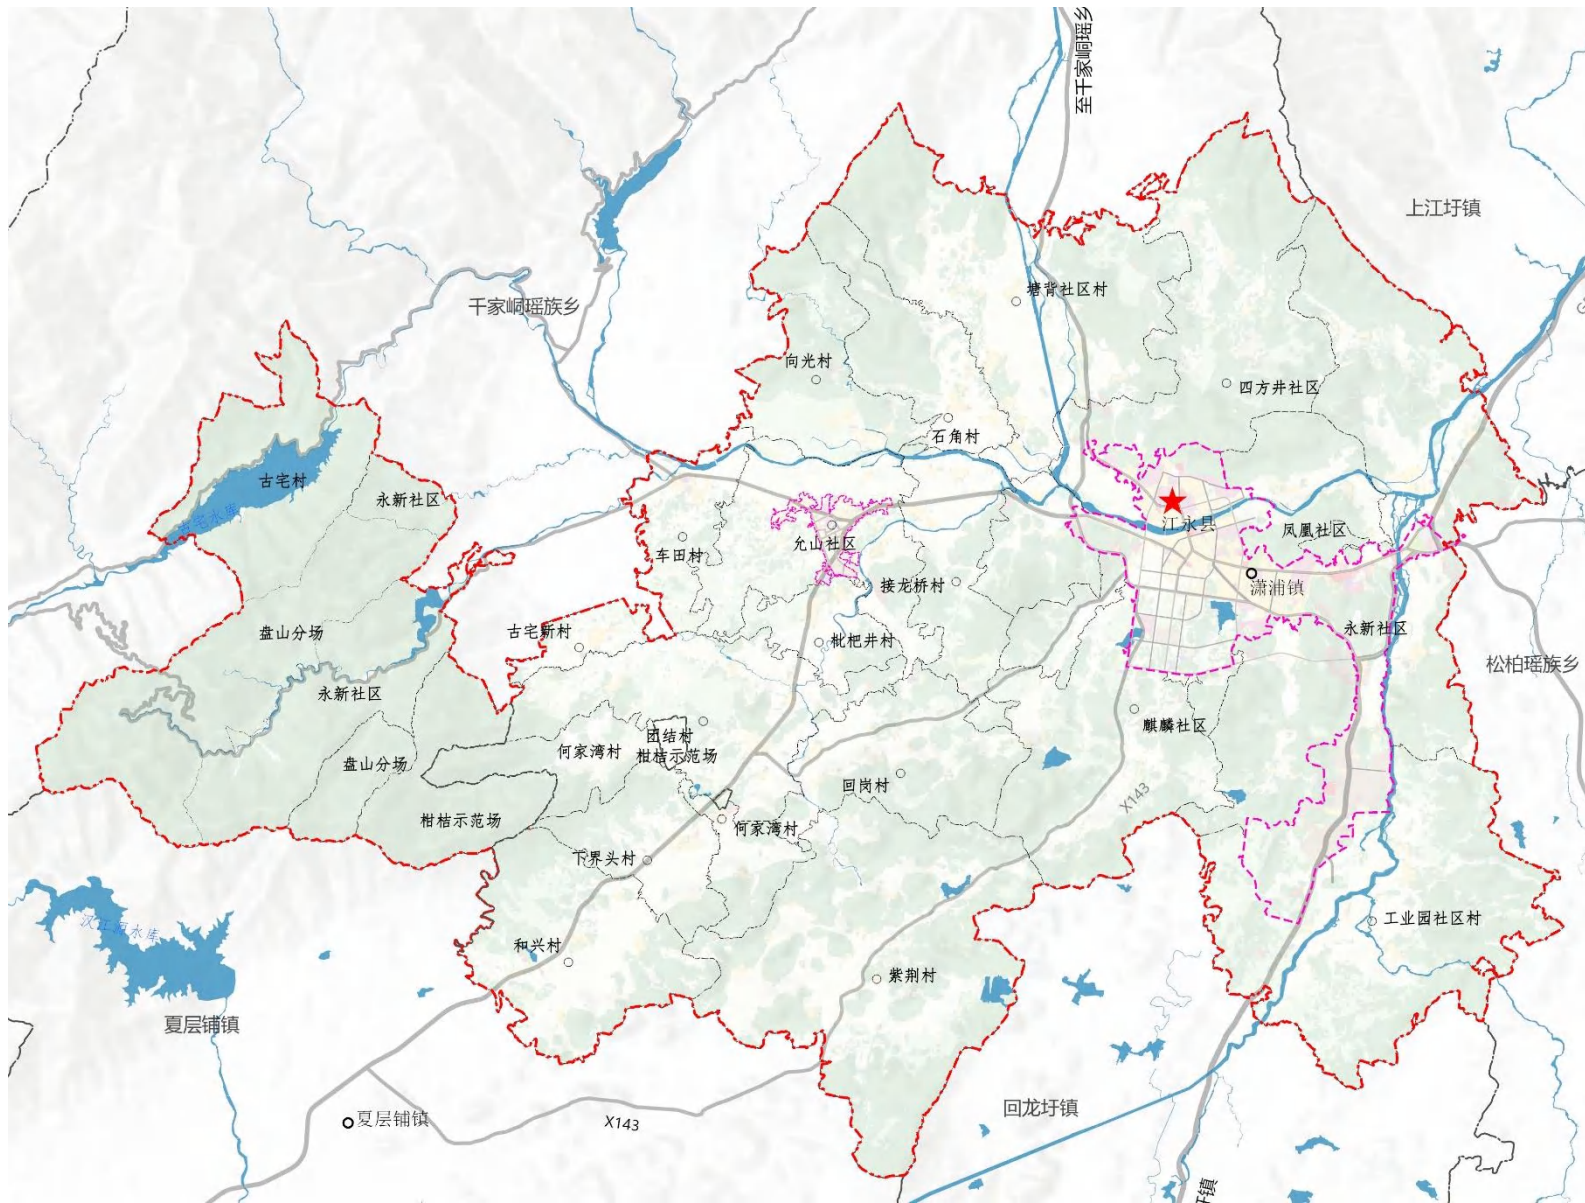 至千家峒瑶乡
上江圩镇
千家峒瑶族乡
塘背社区村
向光村
四方井社区
石角村
古宅村
永新社区
古宅水库
江永县
凤凰社区
允山社区
车田村
接龙桥村
潇浦镇
古宅新村
盘山分场
枇杷井村
永新社区
松柏瑶族乡
永新社区
麒麟社区
团结村
何家湾村
柑桔示范场
盘山分场
回岗村
X143
柑桔示范场
何家湾村
下界头村
工业园社区村
和兴村
紫荆村
夏层铺镇
回龙圩镇
夏层铺镇
X143
圩镇